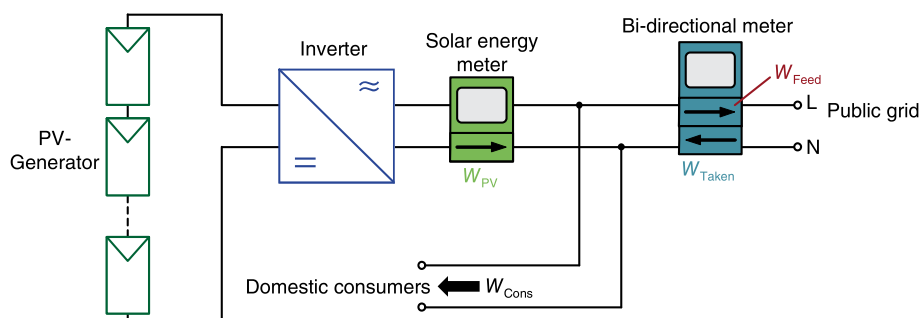 Bi-directional meter
Solar energy
meter
Inverter
W_Feed
L
Public grid
PV-
Generator
N
W_PV
W_Taken
Domestic consumers
W_Cons